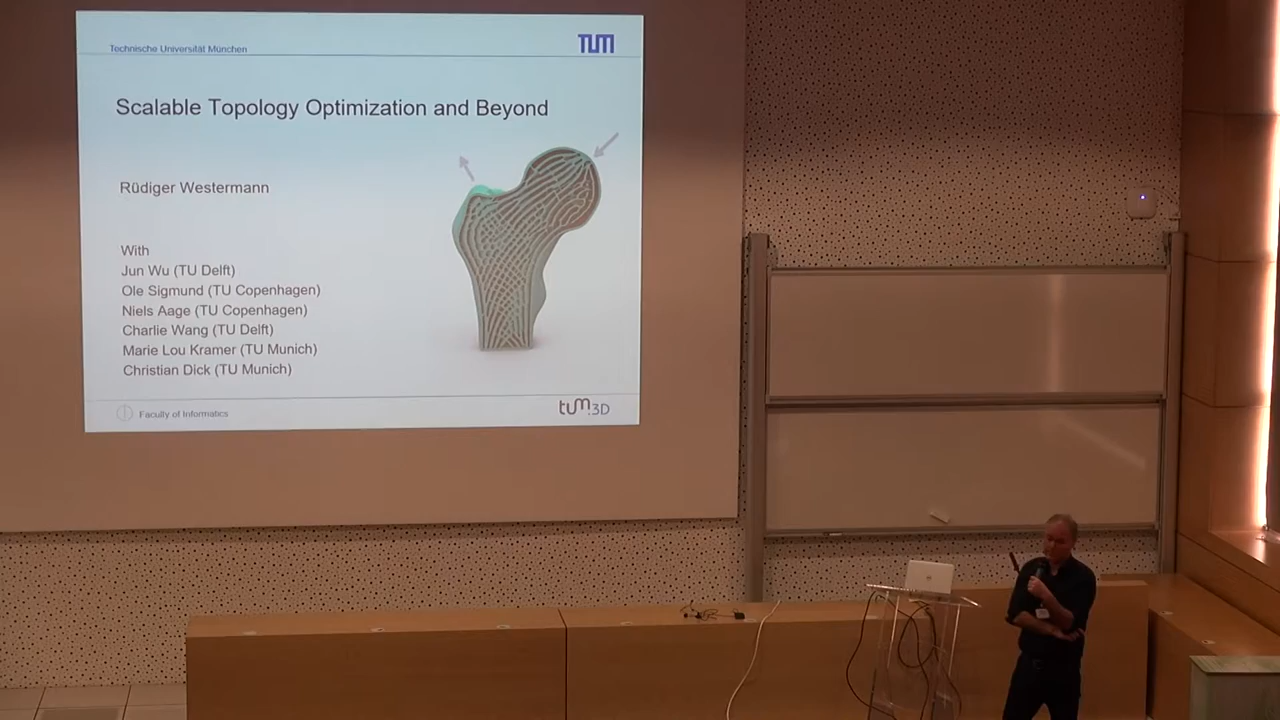 Technische Universität München
TUM
Scalable Topology Optimization and Beyond
Rüdiger Westermann
With
Jun Wu (TU Delft)
Ole Sigmund (TU Copenhagen)
Niels Aage (TU Copenhagen)
Charlie Wang (TU Delft)
Marie Lou Kramer (TU Munich)
Christian Dick (TU Munich)
Faculty of Informatics
tum.3D